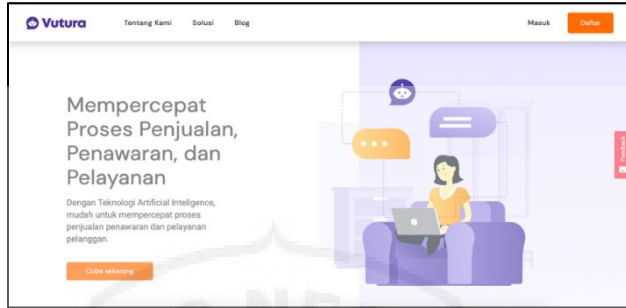 Vutura
Tentang Kami Solusi Blog
Masuk Daftar
Mempercepat
Proses Penjualan,
Penawaran, dan
Pelayanan
Dengan Teknologi Artificial Inteligence,
mudah untuk mempercepat proses
penjualan penawaran dan pelayanan
pelanggan.
Coba sekarang
Feedback